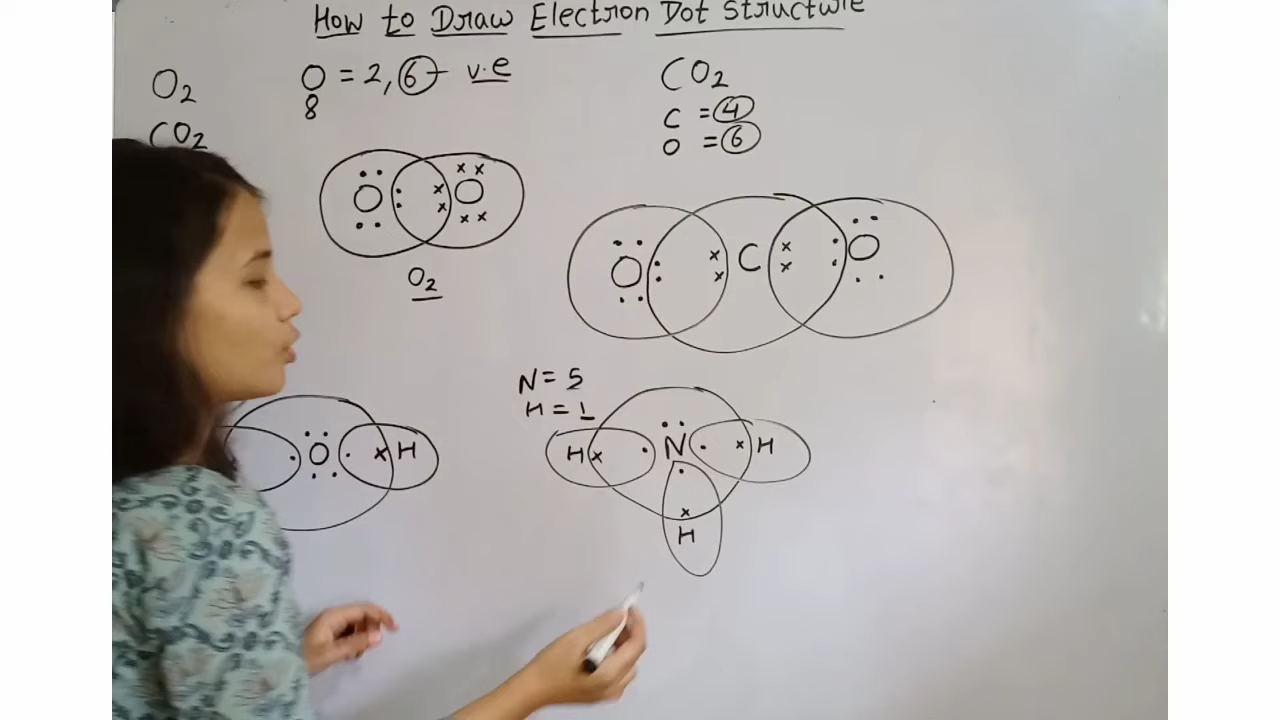 How to Draw Electron Dot Structure
O₂
O = 2, 6 - v.e
8
CO₂
CO₂
C = 4
O = 6
O O
O₂
O C O
N = 5
H = 1
O H
H N H
H